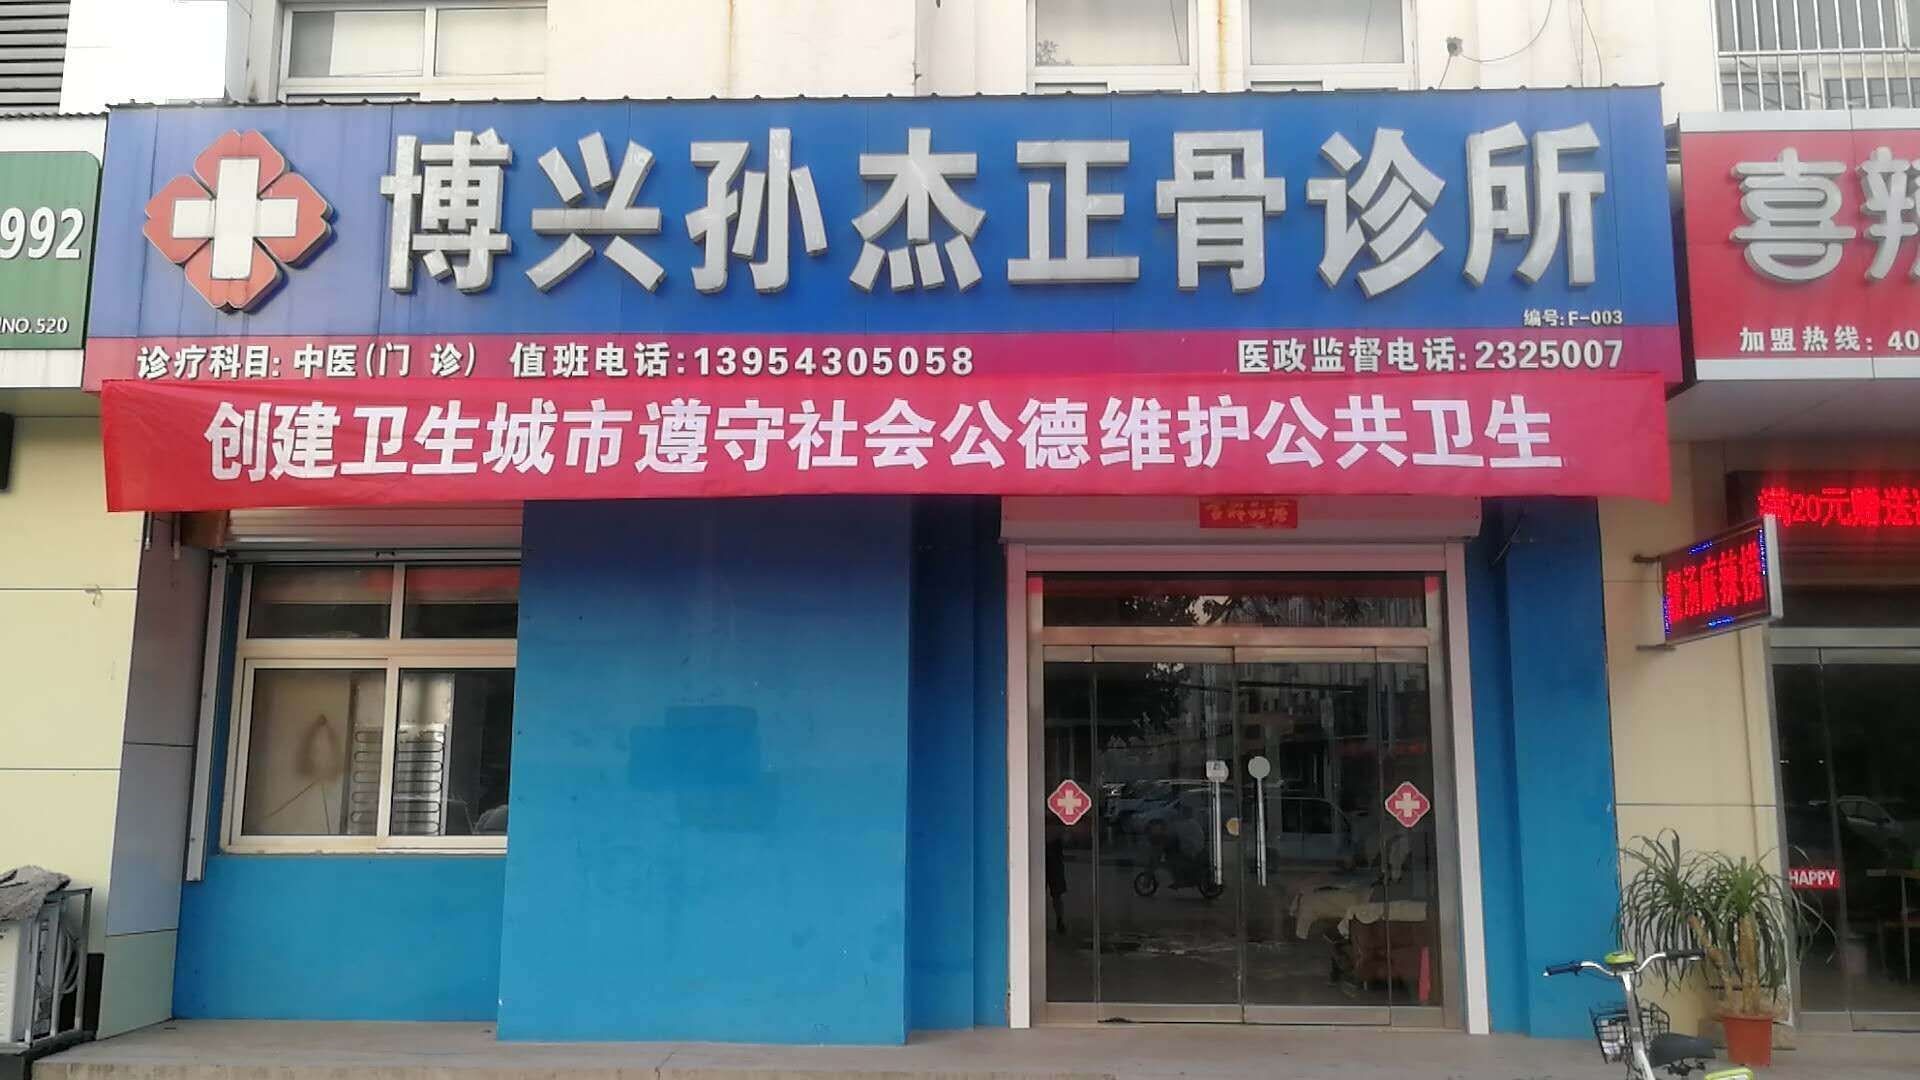 博兴孙杰正骨诊所
编号:F-003
诊疗科目:中医(门 诊) 值班电话:13954305058
医政监督电话:2325007
创建卫生城市遵守社会公德维护公共卫生
992
NO.520
喜辣
加盟热线:40
满20元赠送
麻辣
HAPPY